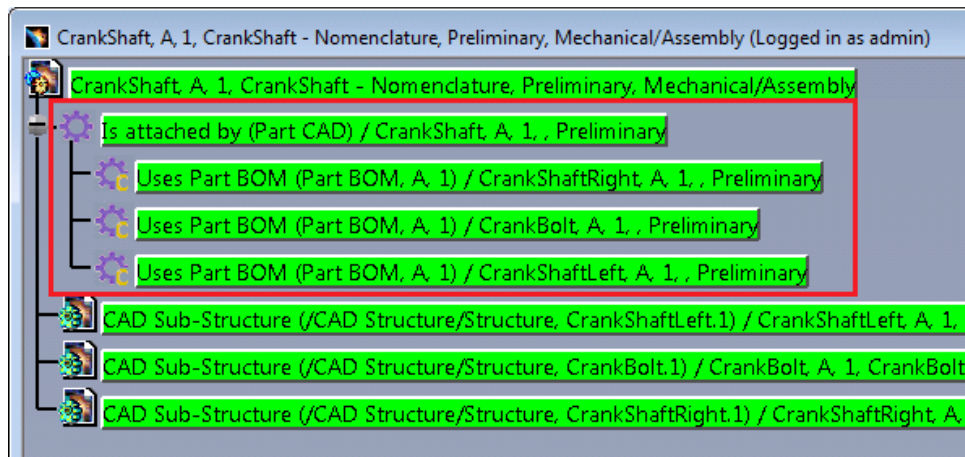 CrankShaft, A, 1, CrankShaft - Nomenclature, Preliminary, Mechanical/Assembly (Logged in as admin)
CrankShaft, A, 1, CrankShaft - Nomenclature, Preliminary, Mechanical/Assembly
Is attached by (Part CAD) / CrankShaft, A, 1, , Preliminary
Uses Part BOM (Part BOM, A, 1) / CrankShaftRight, A, 1, , Preliminary
Uses Part BOM (Part BOM, A, 1) / CrankBolt, A, 1, , Preliminary
Uses Part BOM (Part BOM, A, 1) / CrankShaftLeft, A, 1, , Preliminary
CAD Sub-Structure (/CAD Structure/Structure, CrankShaftLeft.1) / CrankShaftLeft, A, 1,
CAD Sub-Structure (/CAD Structure/Structure, CrankBolt.1) / CrankBolt, A, 1, CrankBolt
CAD Sub-Structure (/CAD Structure/Structure, CrankShaftRight.1) / CrankShaftRight, A,